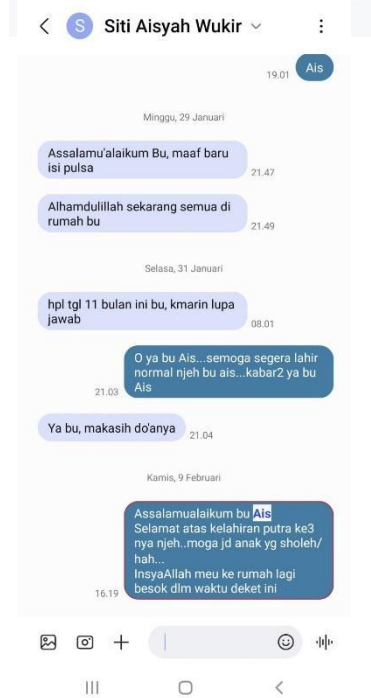 S Siti Aisyah Wukir
Ais
19.01
Minggu, 29 Januari
Assalamu'alaikum Bu, maaf baru
isi pulsa
21.47
Alhamdulillah sekarang semua di
rumah bu
21.49
Selasa, 31 Januari
hpl tgl 11 bulan ini bu, kmarin lupa
jawab
08.01
O ya bu Ais...semoga segera lahir
normal njeh bu ais...kabar2 ya bu
Ais
21.03
Ya bu, makasih do'anya
21.04
Kamis, 9 Februari
Assalamualaikum bu Ais
Selamat atas kelahiran putra ke3
nya njeh..moga jd anak yg sholeh/
hah...
InsyaAllah meu ke rumah lagi
besok dlm waktu deket ini
16.19